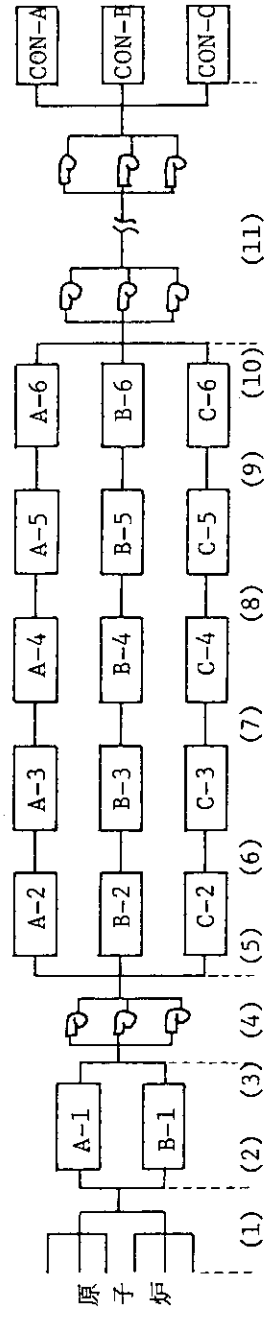 原子炉
A-1
B-1
A-2
A-3
A-4
A-5
A-6
B-2
B-3
B-4
B-5
B-6
C-2
C-3
C-4
C-5
C-6
CON-A
CON-B
CON-C
(1)
(2)
(3)
(4)
(5)
(6)
(7)
(8)
(9)
(10)
(11)